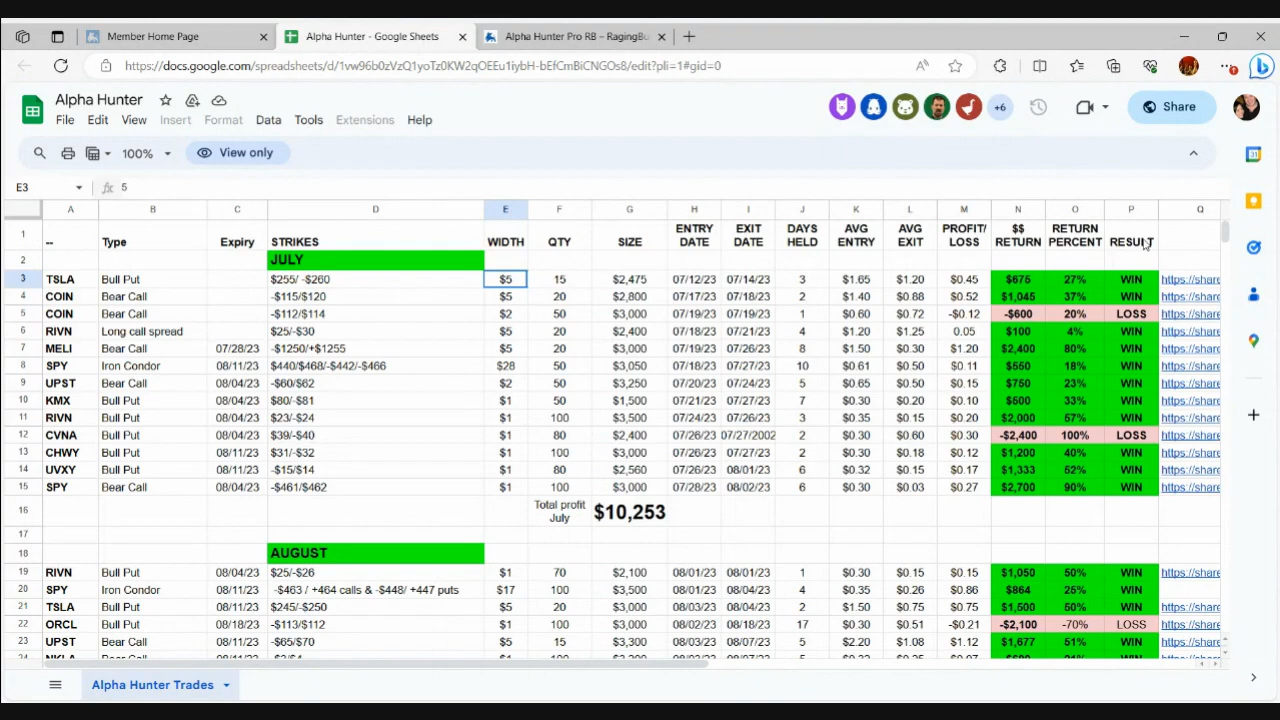 Member Home Page Alpha Hunter - Google Sheets Alpha Hunter Pro RB – RagingBu
https://docs.google.com/spreadsheets/d/1vw96b0zVzQ1yoTz0KW2qOEEu1iybH-bEfCmBiCNGOs8/edit?pli=1#gid=0
Alpha Hunter
+6 Share
File Edit View Insert Format Data Tools Extensions Help
100% View only
E3 fx 5
A B C D E F G H I J K L M N O P Q
1 -- Type Expiry STRIKES WIDTH QTY SIZE ENTRY DATE EXIT DATE DAYS HELD AVG ENTRY AVG EXIT PROFIT/ LOSS $$ RETURN RETURN PERCENT RESULT
2 JULY
3 TSLA Bull Put $255/ -$260 $5 15 $2,475 07/12/23 07/14/23 3 $1.65 $1.20 $0.45 $675 27% WIN https://share
4 COIN Bear Call -$115/$120 $5 20 $2,800 07/17/23 07/18/23 2 $1.40 $0.88 $0.52 $1,045 37% WIN https://share
5 COIN Bear Call -$112/$114 $2 50 $3,000 07/19/23 07/19/23 1 $0.60 $0.72 -$0.12 -$600 20% LOSS https://share
6 RIVN Long call spread $25/-$30 $5 20 $2,400 07/18/23 07/21/23 4 $1.20 $1.25 0.05 $100 4% WIN https://share
7 MELI Bear Call 07/28/23 -$1250/+$1255 $5 20 $3,000 07/19/23 07/26/23 8 $1.50 $0.30 $1.20 $2,400 80% WIN https://share
8 SPY Iron Condor 08/11/23 $440/$468/-$442/-$466 $28 50 $3,050 07/18/23 07/27/23 10 $0.61 $0.50 $0.11 $550 18% WIN https://share
9 UPST Bear Call 08/04/23 -$60/$62 $2 50 $3,250 07/20/23 07/24/23 5 $0.65 $0.50 $0.15 $750 23% WIN https://share
10 KMX Bull Put 08/04/23 $80/-$81 $1 50 $1,500 07/21/23 07/27/23 7 $0.30 $0.20 $0.10 $500 33% WIN https://share
11 RIVN Bull Put 08/04/23 $23/-$24 $1 100 $3,500 07/24/23 07/26/23 3 $0.35 $0.15 $0.20 $2,000 57% WIN https://share
12 CVNA Bull Put 08/04/23 $39/-$40 $1 80 $2,400 07/26/23 07/27/2002 2 $0.30 $0.60 $0.30 -$2,400 100% LOSS https://share
13 CHWY Bull Put 08/11/23 $31/-$32 $1 100 $3,000 07/26/23 07/27/23 2 $0.30 $0.18 $0.12 $1,200 40% WIN https://share
14 UVXY Bull Put 08/11/23 -$15/$14 $1 80 $2,560 07/26/23 08/01/23 6 $0.32 $0.15 $0.17 $1,333 52% WIN https://share
15 SPY Bear Call 08/04/23 -$461/$462 $1 100 $3,000 07/28/23 08/02/23 6 $0.30 $0.03 $0.27 $2,700 90% WIN https://share
16 Total profit July $10,253
17
18 AUGUST
19 RIVN Bull Put 08/04/23 $25/-$26 $1 70 $2,100 08/01/23 08/01/23 1 $0.30 $0.15 $0.15 $1,050 50% WIN https://share
20 SPY Iron Condor 08/11/23 -$463 / +464 calls & -$448/ +447 puts $17 100 $3,500 08/01/23 08/04/23 4 $0.35 $0.26 $0.86 $864 25% WIN
21 TSLA Bull Put 08/11/23 $245/-$250 $5 20 $3,000 08/03/23 08/04/23 2 $1.50 $0.75 $0.75 $1,500 50% WIN https://share
22 ORCL Bull Put 08/18/23 $113/$112 $1 100 $3,000 08/02/23 08/18/23 17 $0.30 $0.51 -$0.21 -$2,100 -70% LOSS https://share
23 UPST Bear Call 08/11/23 -$65/$70 $5 15 $3,300 08/03/23 08/07/23 5 $2.20 $1.08 $1.12 $1,677 51% WIN https://share
Alpha Hunter Trades